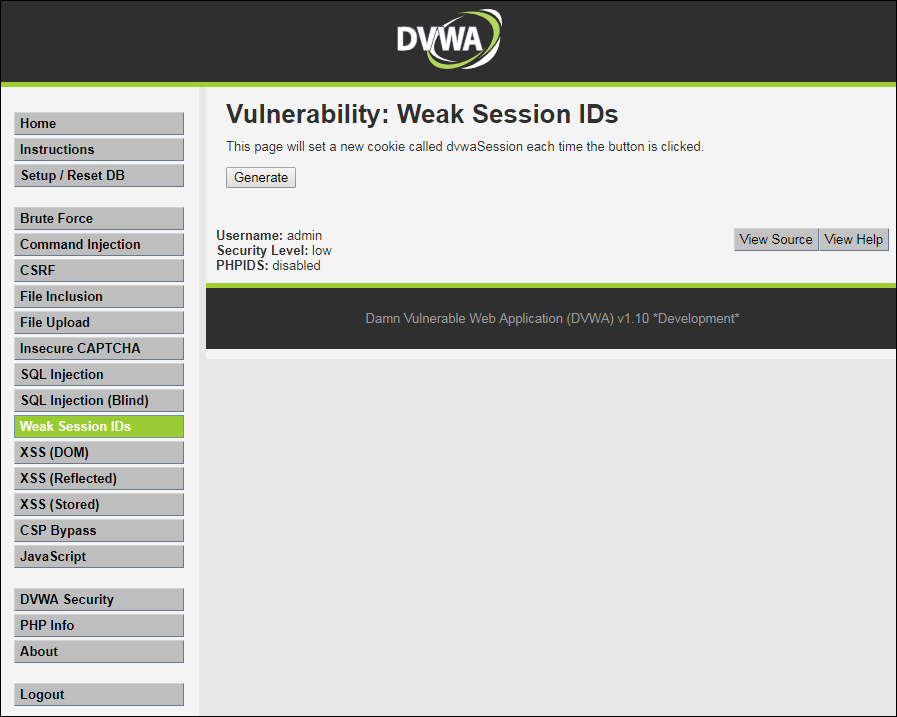 DVWA
Home
Instructions
Setup / Reset DB
Brute Force
Command Injection
CSRF
File Inclusion
File Upload
Insecure CAPTCHA
SQL Injection
SQL Injection (Blind)
Weak Session IDs
XSS (DOM)
XSS (Reflected)
XSS (Stored)
CSP Bypass
JavaScript
DVWA Security
PHP Info
About
Logout
Vulnerability: Weak Session IDs
This page will set a new cookie called dvwaSession each time the button is clicked.
Generate
Username: admin
Security Level: low
PHPIDS: disabled
View Source View Help
Damn Vulnerable Web Application (DVWA) v1.10 *Development*